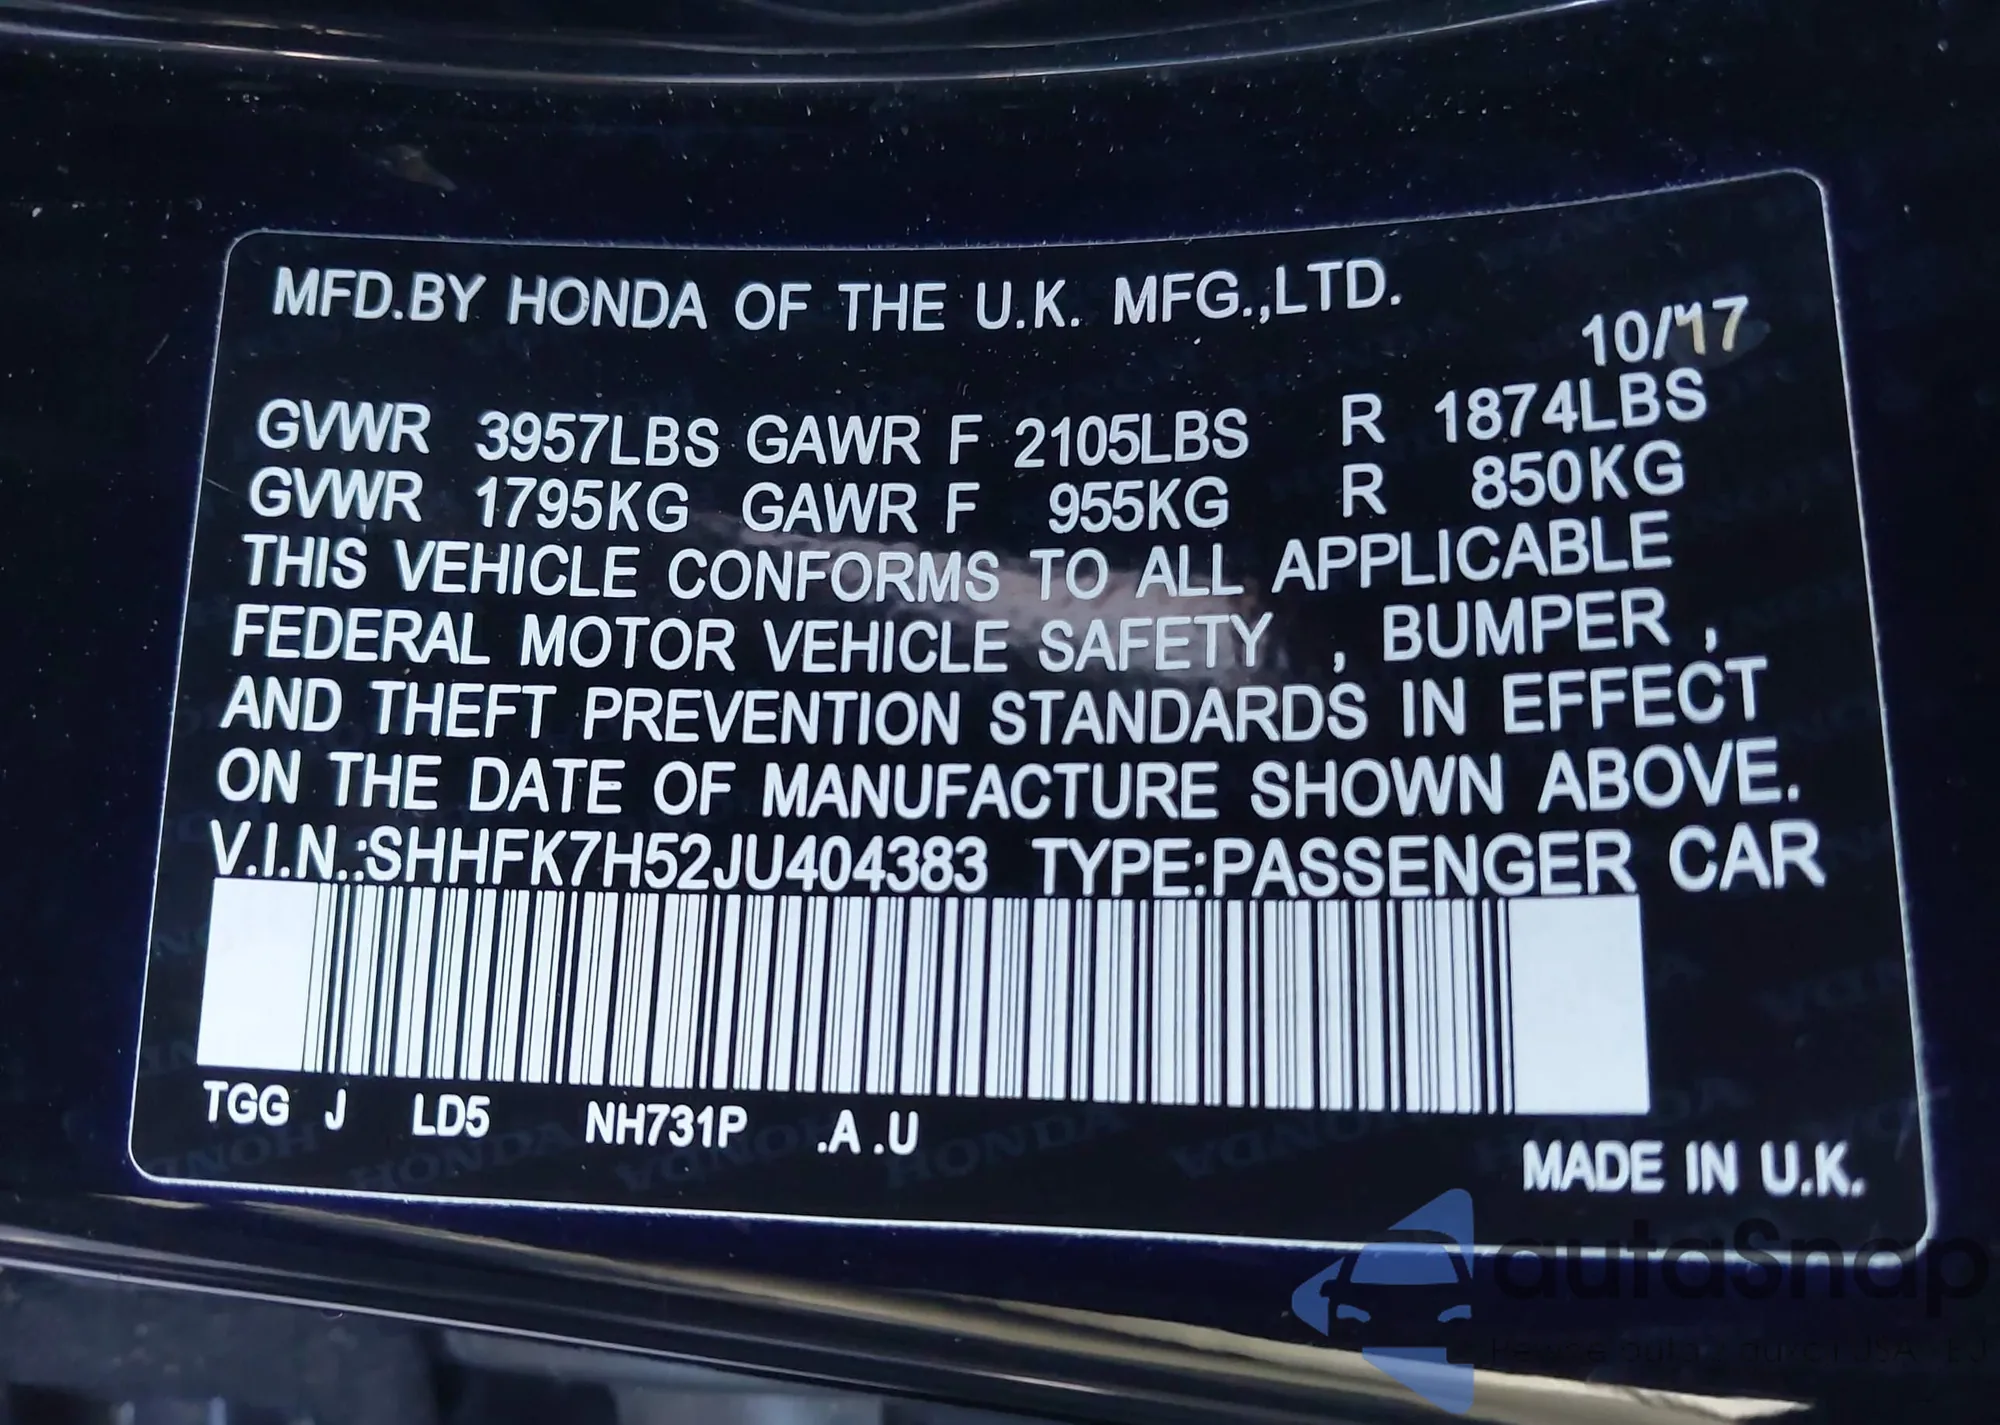 MFD.BY HONDA OF THE U.K. MFG.,LTD.
10/17
GVWR 3957LBS GAWR F 2105LBS R 1874LBS
GVWR 1795KG GAWR F 955KG R 850KG
THIS VEHICLE CONFORMS TO ALL APPLICABLE
FEDERAL MOTOR VEHICLE SAFETY , BUMPER ,
AND THEFT PREVENTION STANDARDS IN EFFECT
ON THE DATE OF MANUFACTURE SHOWN ABOVE.
V.I.N.:SHHFK7H52JU404383 TYPE:PASSENGER CAR
TGG J LD5 NH731P .A .U
MADE IN U.K.
autaSnap